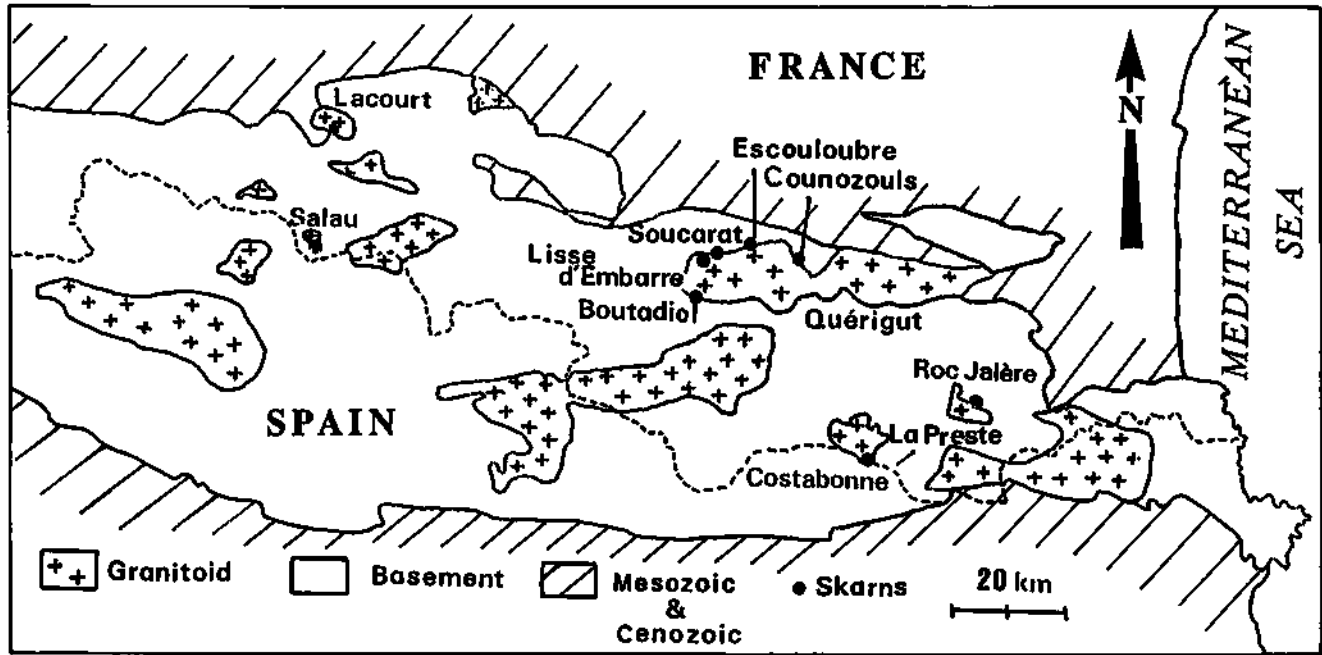 FRANCE
Lacourt
N
MEDITERRANEAN
SEA
Escouloubre
Counozouls
Salau
Soucarat
Lisse
d'Embarre
Boutadiol
Quérigut
Roc Jalère
SPAIN
La Preste
Costabonne
Granitoid
Basement
Mesozoic
&
Cenozoic
Skarns
20 km